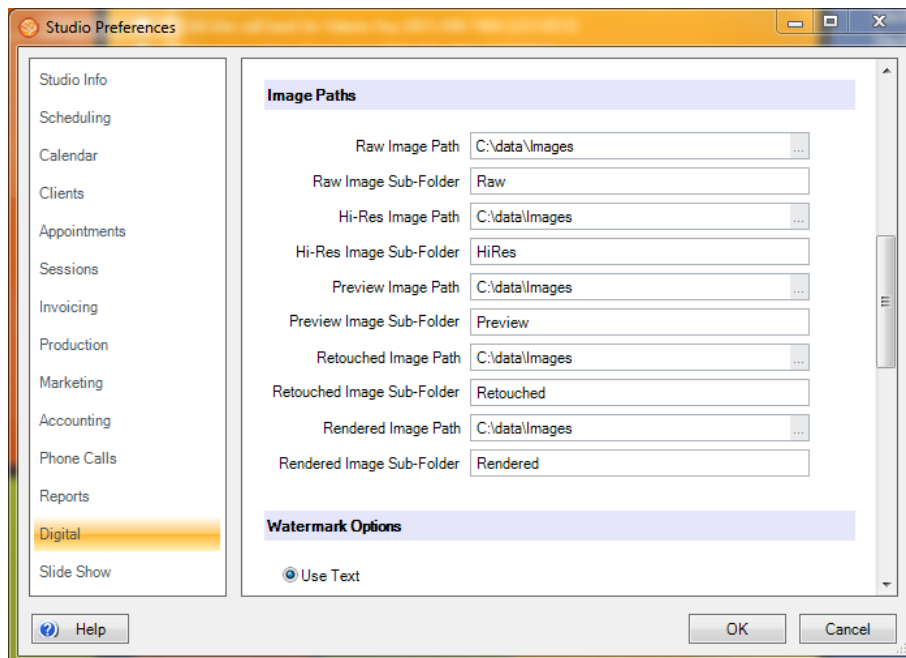 Studio Preferences
Studio Info
Scheduling
Calendar
Clients
Appointments
Sessions
Invoicing
Production
Marketing
Accounting
Phone Calls
Reports
Digital
Slide Show
Image Paths
Raw Image Path C:\data\Images ...
Raw Image Sub-Folder Raw
Hi-Res Image Path C:\data\Images ...
Hi-Res Image Sub-Folder HiRes
Preview Image Path C:\data\Images ...
Preview Image Sub-Folder Preview
Retouched Image Path C:\data\Images ...
Retouched Image Sub-Folder Retouched
Rendered Image Path C:\data\Images ...
Rendered Image Sub-Folder Rendered
Watermark Options
Use Text
Help
OK
Cancel